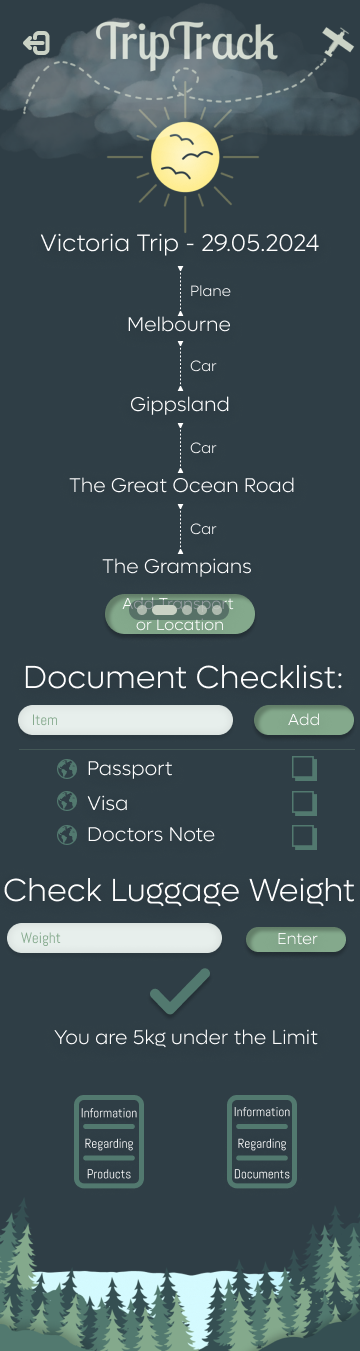 TripTrack
Victoria Trip - 29.05.2024
Plane
Melbourne
Car
Gippsland
Car
The Great Ocean Road
Car
The Grampians
Add Transport
or Location
Document Checklist:
Item
Add
Passport
Visa
Doctors Note
Check Luggage Weight
Weight
Enter
You are 5kg under the Limit
Information
Regarding
Products
Information
Regarding
Documents